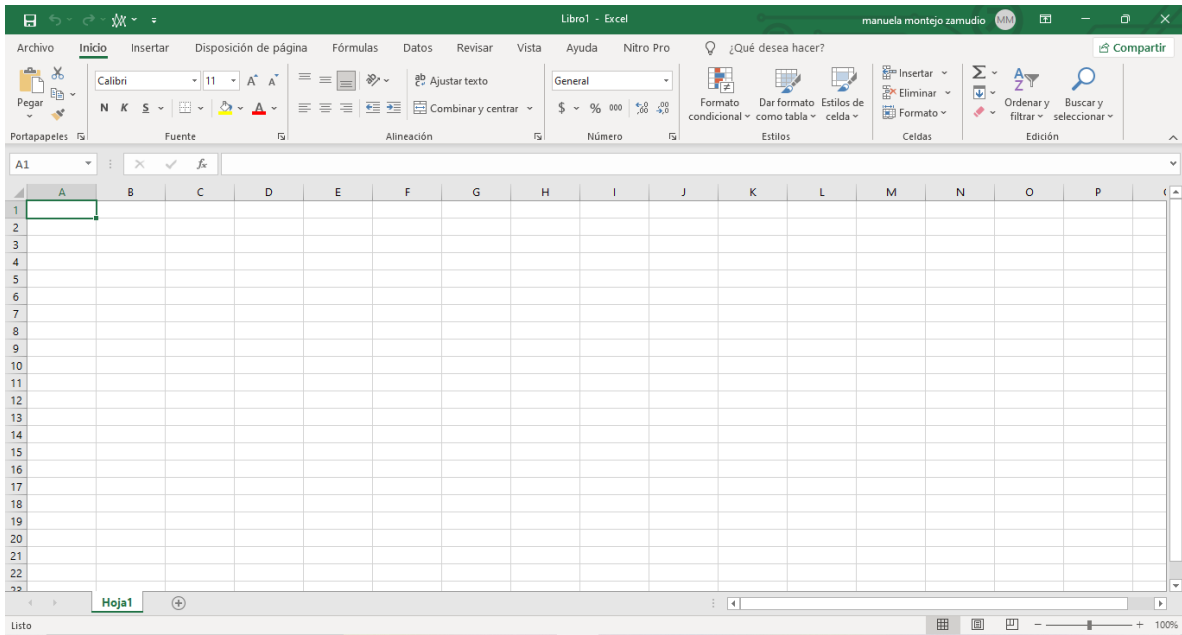 Libro1 - Excel
manuela montejo zamudio MM
Archivo Inicio Insertar Disposición de página Fórmulas Datos Revisar Vista Ayuda Nitro Pro ¿Qué desea hacer? Compartir
Pegar
Calibri 11 A A
N K S A
ab Ajustar texto
Combinar y centrar
General
$ % 000
Formato condicional
Dar formato como tabla
Estilos de celda
Insertar
Eliminar
Formato
Σ
Ordenar y filtrar
Buscar y seleccionar
Portapapeles Fuente Alineación Número Estilos Celdas Edición
A1 fx
A B C D E F G H I J K L M N O P
1
2
3
4
5
6
7
8
9
10
11
12
13
14
15
16
17
18
19
20
21
22
23
Hoja1
Listo 100%